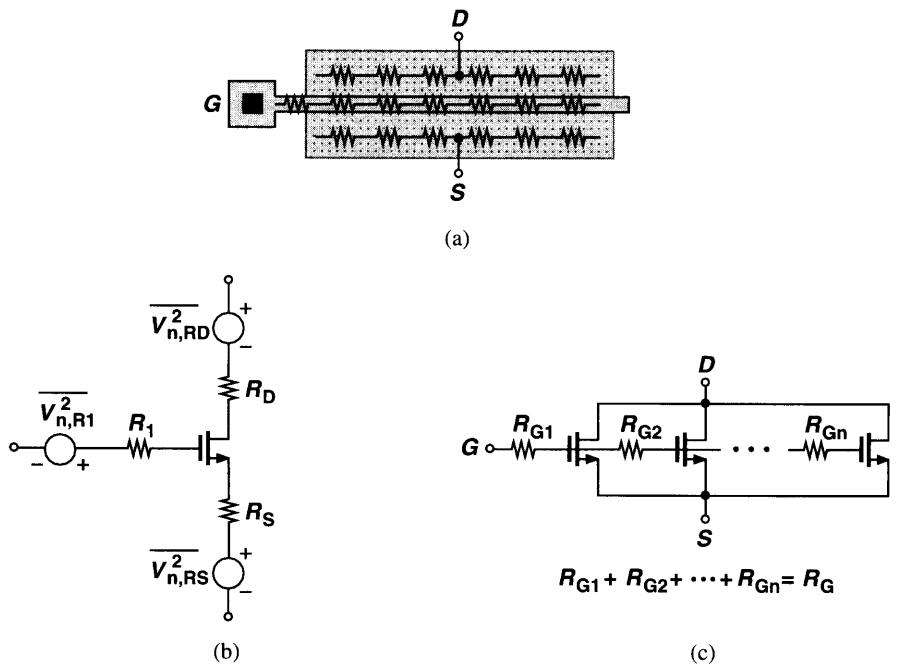 D
G
S
(a)
V²n,RD
+
−
RD
V²n,R1
R1
− +
RS
V²n,RS
+
−
(b)
D
G RG1 RG2 • • • RGn
S
RG1 + RG2 + ••• + RGn = RG
(c)